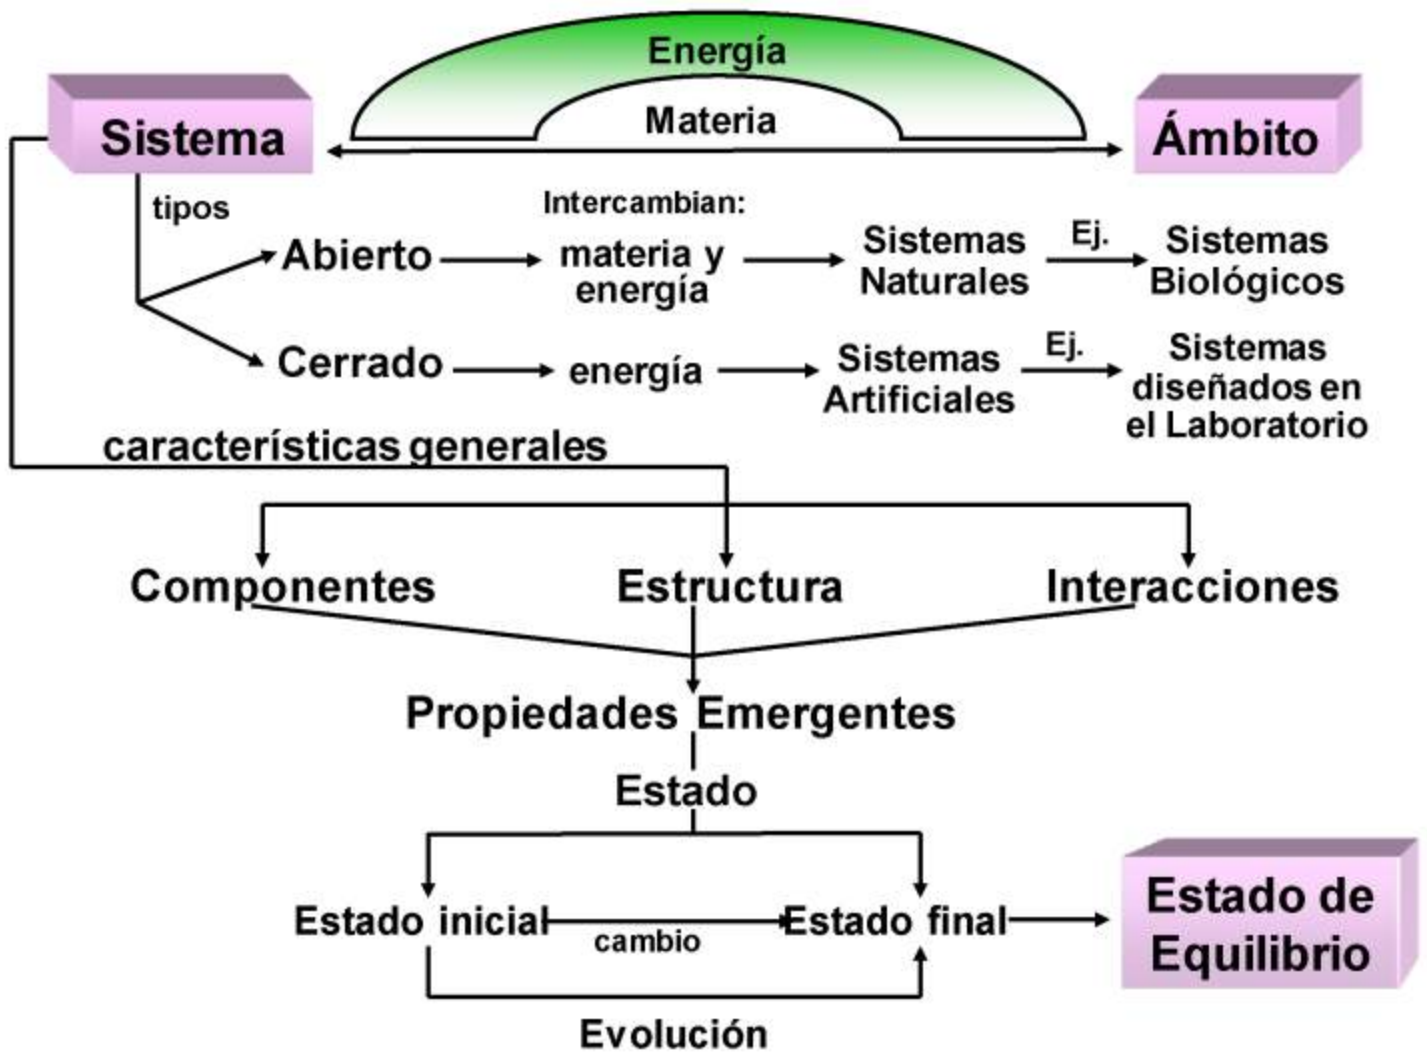 Energía
Materia
Sistema
Ámbito
tipos
Intercambian:
Abierto
materia y
energía
Sistemas
Naturales
Ej.
Sistemas
Biológicos
Cerrado
energía
Sistemas
Artificiales
Ej.
Sistemas
diseñados en
el Laboratorio
características generales
Componentes
Estructura
Interacciones
Propiedades Emergentes
Estado
Estado inicial
cambio
Estado final
Estado de
Equilibrio
Evolución